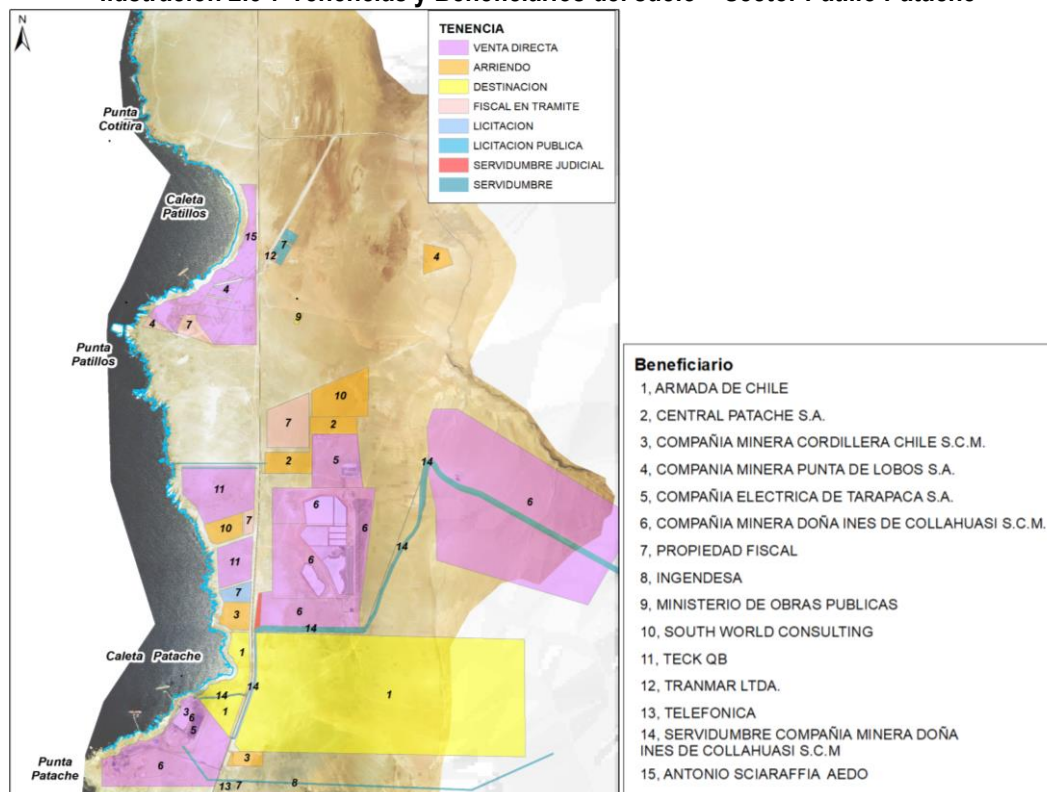 Ilustración Tenencias y Beneficiarios del suelo – Sector Patillo Patache
N
TENENCIA
VENTA DIRECTA
ARRIENDO
DESTINACION
FISCAL EN TRAMITE
LICITACION
LICITACION PUBLICA
SERVIDUMBRE JUDICIAL
SERVIDUMBRE
Punta
Cotitira
Caleta
Patillos
15
7
12
4
4
9
4
7
Punta
Patillos
10
7
2
2
5
14
11
6
6
6
10
7
14
11
6
7
3
6
14
1
Caleta Patache
14
14
1
1
3
6
5
6
Punta
Patache
3
13
7
8
Beneficiario
1, ARMADA DE CHILE
2, CENTRAL PATACHE S.A.
3, COMPAÑIA MINERA CORDILLERA CHILE S.C.M.
4, COMPANIA MINERA PUNTA DE LOBOS S.A.
5, COMPAÑIA ELECTRICA DE TARAPACA S.A.
6, COMPAÑIA MINERA DOÑA INES DE COLLAHUASI S.C.M.
7, PROPIEDAD FISCAL
8, INGENDESA
9, MINISTERIO DE OBRAS PUBLICAS
10, SOUTH WORLD CONSULTING
11, TECK QB
12, TRANMAR LTDA.
13, TELEFONICA
14, SERVIDUMBRE COMPAÑIA MINERA DOÑA
INES DE COLLAHUASI S.C.M
15, ANTONIO SCIARAFFIA AEDO